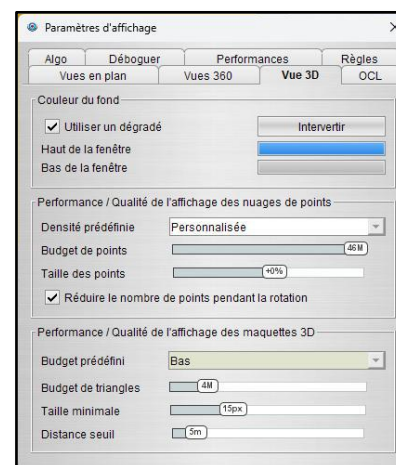 Paramètres d'affichage
Algo Déboguer Performances Règles
Vues en plan Vues 360 Vue 3D OCL
Couleur du fond
Utiliser un dégradé Intervertir
Haut de la fenêtre
Bas de la fenêtre
Performance / Qualité de l'affichage des nuages de points
Densité prédéfinie Personnalisée
Budget de points 46M
Taille des points +0%
Réduire le nombre de points pendant la rotation
Performance / Qualité de l'affichage des maquettes 3D
Budget prédéfini Bas
Budget de triangles 4M
Taille minimale 15px
Distance seuil 5m